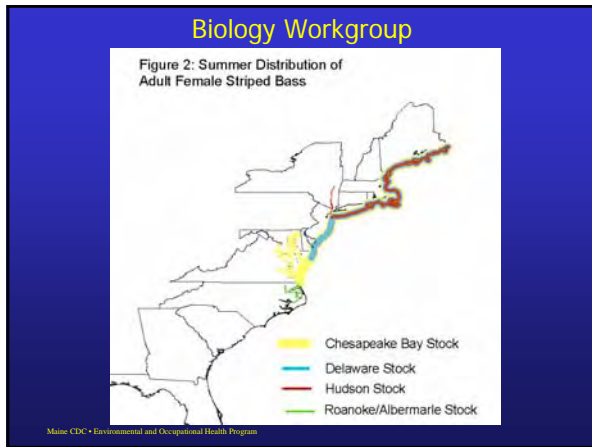 Biology Workgroup
Figure 2: Summer Distribution of
Adult Female Striped Bass
Chesapeake Bay Stock
Delaware Stock
Hudson Stock
Roanoke/Albermarle Stock
Maine CDC • Environmental and Occupational Health Program